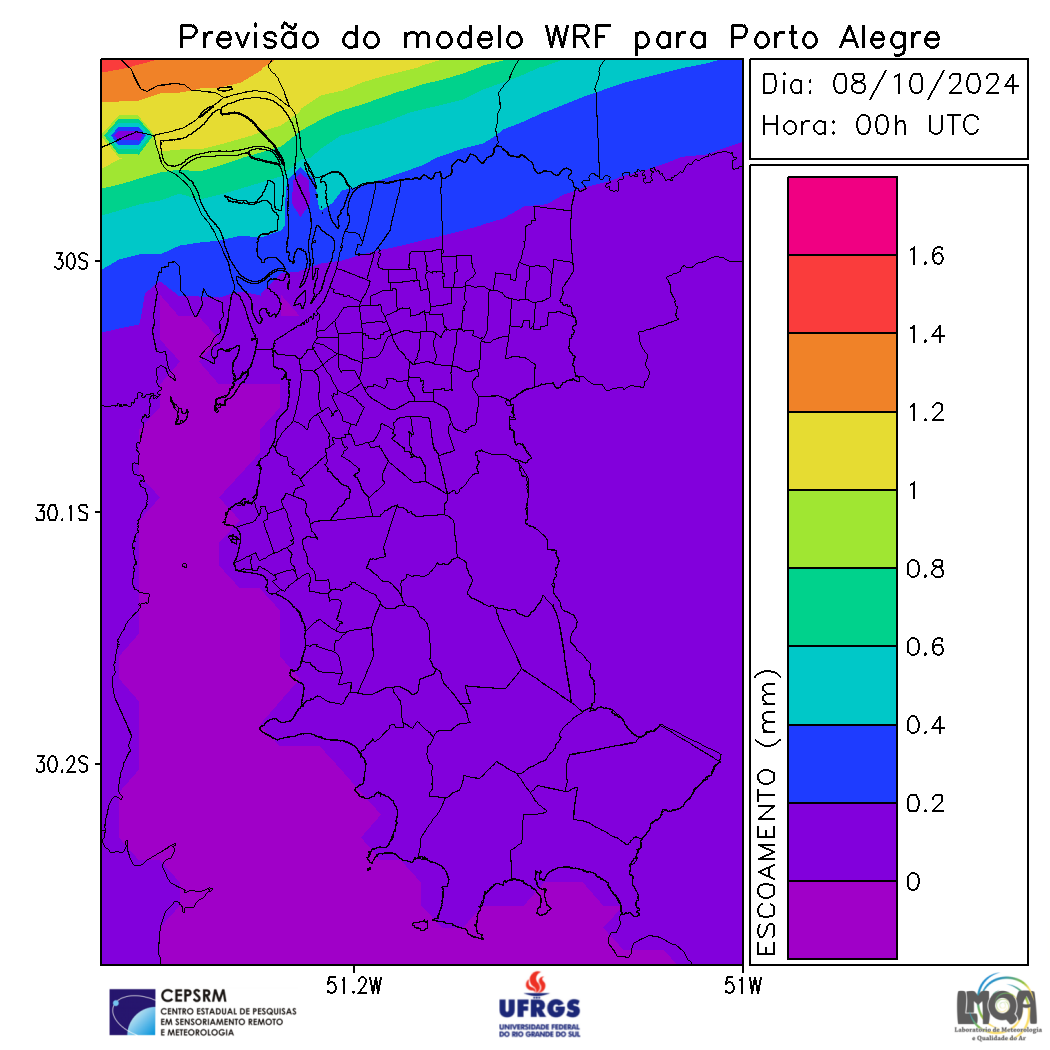 Previsão do modelo WRF para Porto Alegre
Dia: 08/10/2024
Hora: 00h UTC
30S
30.1S
30.2S
51.2W
51W
ESCOAMENTO (mm)
1.6
1.4
1.2
1
0.8
0.6
0.4
0.2
0
CEPSRM
CENTRO ESTADUAL DE PESQUISAS
EM SENSORIAMENTO REMOTO
E METEOROLOGIA
UFRGS
UNIVERSIDADE FEDERAL
DO RIO GRANDE DO SUL
LMQA
Laboratório de Meteorologia
e Qualidade do Ar